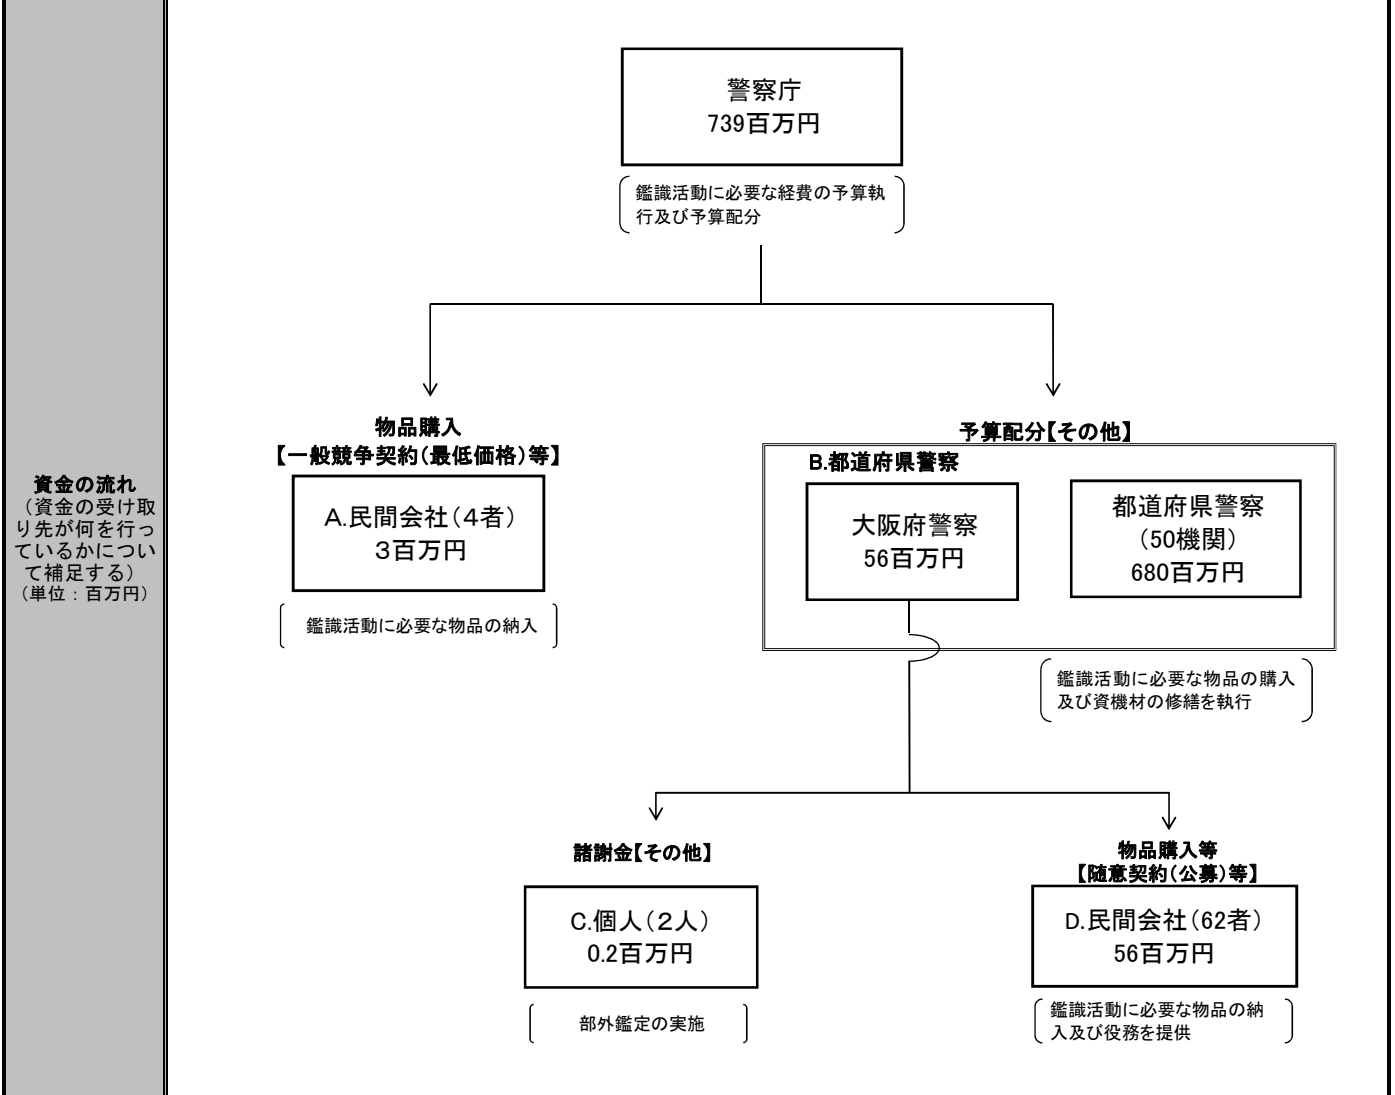 資金の流れ
（資金の受け取
り先が何を行っ
ているかについ
て補足する）
（単位：百万円）
警察庁
739百万円
鑑識活動に必要な経費の予算執
行及び予算配分
物品購入
【一般競争契約（最低価格）等】
A.民間会社（４者）
３百万円
鑑識活動に必要な物品の納入
予算配分【その他】
B.都道府県警察
大阪府警察
56百万円
都道府県警察
（50機関）
680百万円
鑑識活動に必要な物品の購入
及び資機材の修繕を執行
諸謝金【その他】
C.個人（２人）
0.2百万円
部外鑑定の実施
物品購入等
【随意契約（公募）等】
D.民間会社（62者）
56百万円
鑑識活動に必要な物品の納
入及び役務を提供